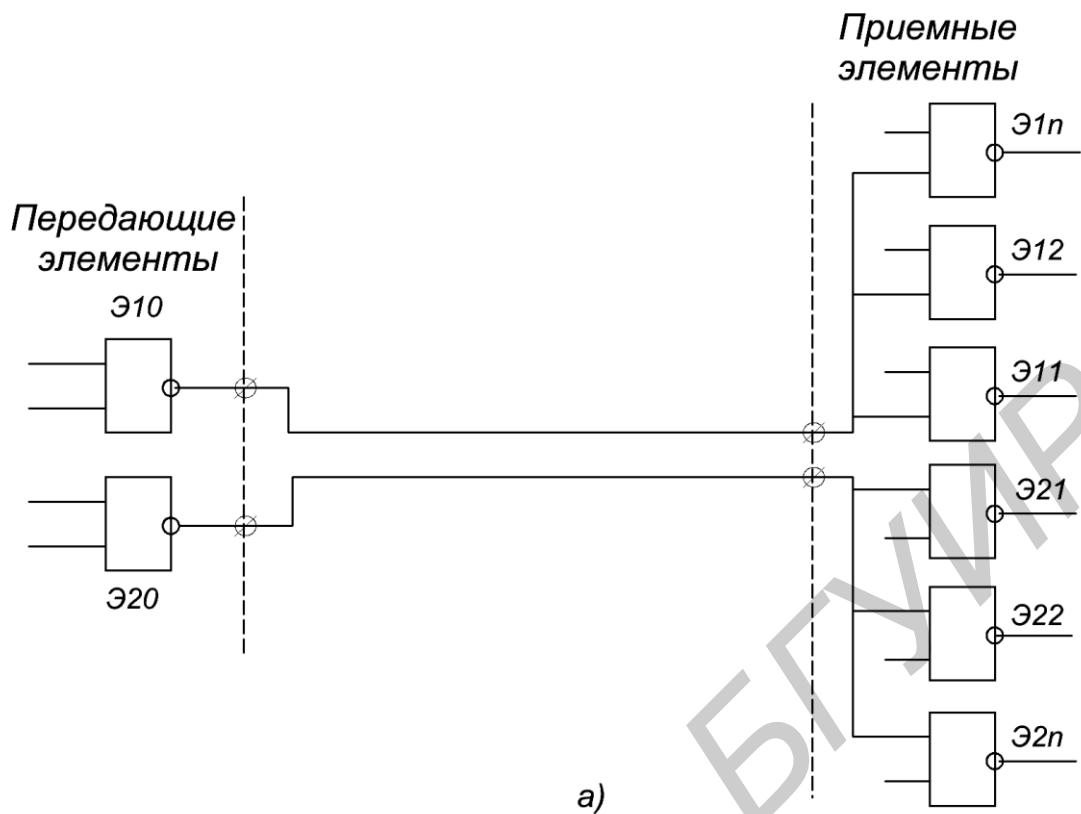 Приемные
элементы
Э1n
Передающие
элементы
Э12
Э10
Э11
Э21
Э20
Э22
Э2n
а)
БГУИР